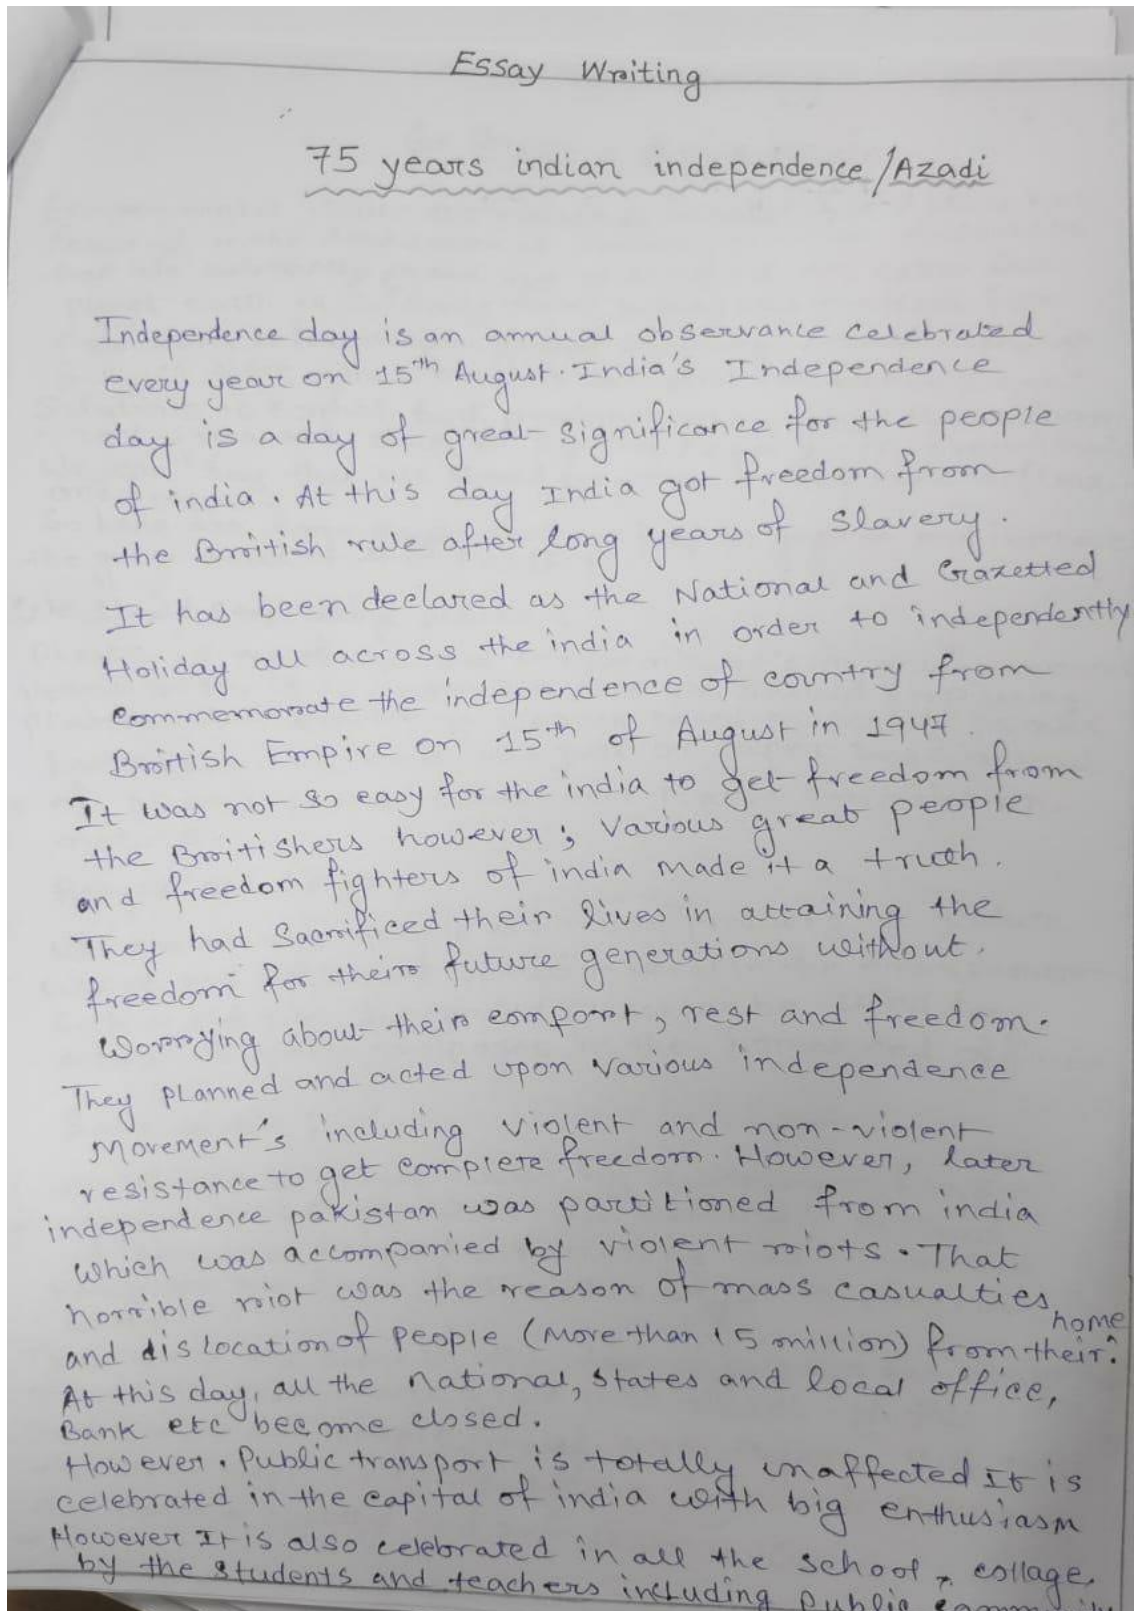 Essay Writing
75 years indian independence/Azadi
Independence day is an annual observance celebrated
every year on 15th August. India's Independence
day is a day of great significance for the people
of india. At this day India got freedom from
the British rule after long years of slavery.
It has been declared as the National and Gazetted
Holiday all across the india in order to independently
commemorate the independence of country from
British Empire on 15th of August in 1947.
It was not so easy for the india to get freedom from
the Britishers however; various great people
and freedom fighters of india made it a truth.
They had Sacrificed their lives in attaining the
freedom for their future generations without.
Worrying about their comfort, rest and freedom.
They planned and acted upon various independence
Movement's including violent and non-violent
resistance to get complete freedom. However, later
independence pakistan was partitioned from india
which was accompanied by violent riots. That
horrible riot was the reason of mass casualties
and dislocation of people (More than 15 million) from their home.
At this day, all the national, states and local office,
Bank etc become closed.
However. Public transport is totally unaffected It is
celebrated in the capital of india with big enthusiasm
However It is also celebrated in all the school, collage,
by the students and teachers including public